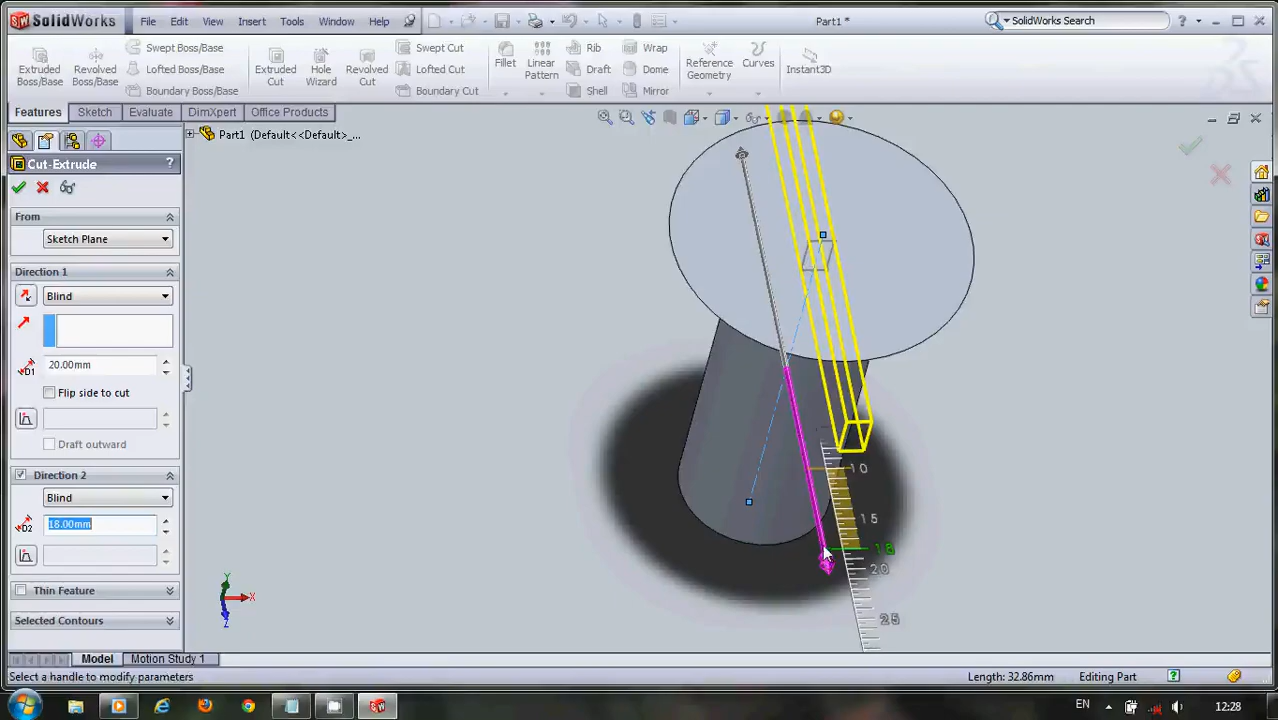 SolidWorks File Edit View Insert Tools Window Help Part1 * SolidWorks Search
Extruded Boss/Base
Revolved Boss/Base
Swept Boss/Base
Lofted Boss/Base
Boundary Boss/Base
Extruded Cut
Hole Wizard
Revolved Cut
Swept Cut
Lofted Cut
Boundary Cut
Fillet
Linear Pattern
Rib
Draft
Shell
Wrap
Dome
Mirror
Reference Geometry
Curves
Instant3D
Features Sketch Evaluate DimXpert Office Products
Part1 (Default<<Default>_...
Cut-Extrude ?
From
Sketch Plane
Direction 1
Blind
D1 20.00mm
Flip side to cut
Draft outward
Direction 2
Blind
D2 18.00mm
Thin Feature
Selected Contours
10
15
18
20
25
Y
X
Z
Model Motion Study 1
Select a handle to modify parameters Length: 32.86mm Editing Part
EN 12:28